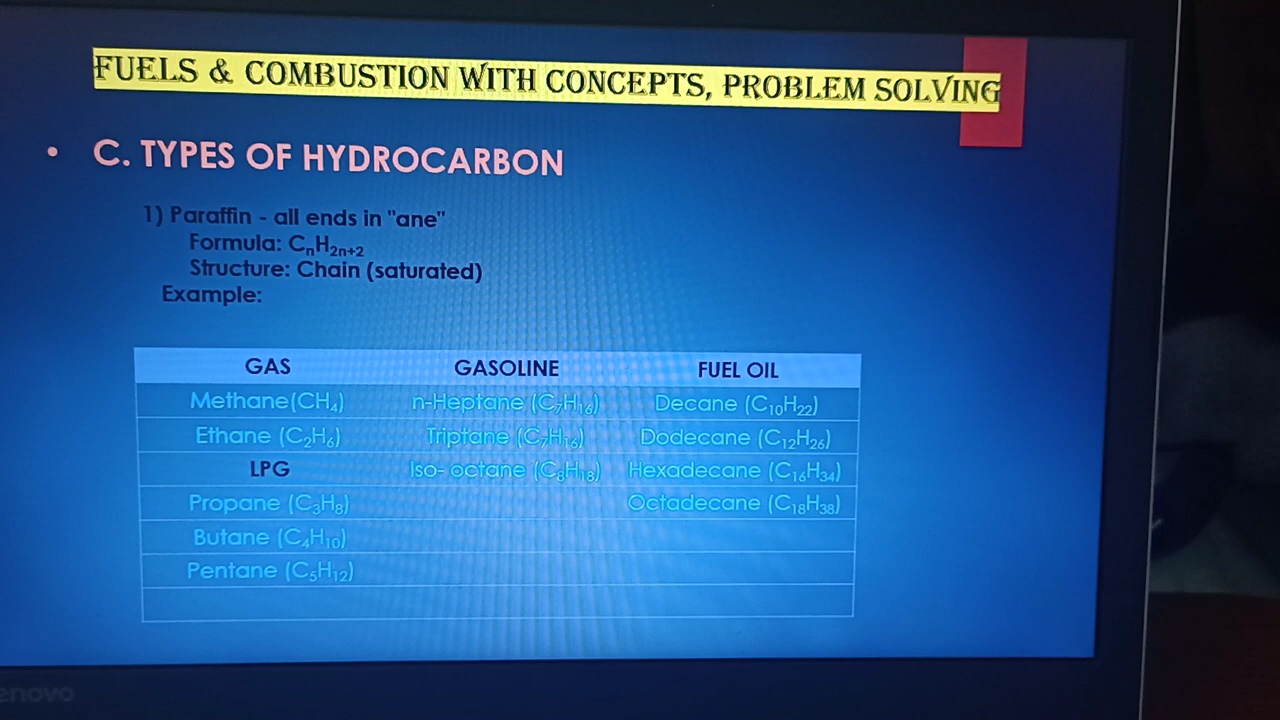 FUELS & COMBUSTION WITH CONCEPTS, PROBLEM SOLVING
• C. TYPES OF HYDROCARBON
1) Paraffin - all ends in "ane"
Formula: CₙH₂ₙ₊₂
Structure: Chain (saturated)
Example:
GAS GASOLINE FUEL OIL
Methane(CH₄) n-Heptane (C₇H₁₆) Decane (C₁₀H₂₂)
Ethane (C₂H₆) Triptane (C₇H₁₆) Dodecane (C₁₂H₂₆)
LPG Iso- octane (C₈H₁₈) Hexadecane (C₁₆H₃₄)
Propane (C₃H₈) Octadecane (C₁₈H₃₈)
Butane (C₄H₁₀)
Pentane (C₅H₁₂)
enovo